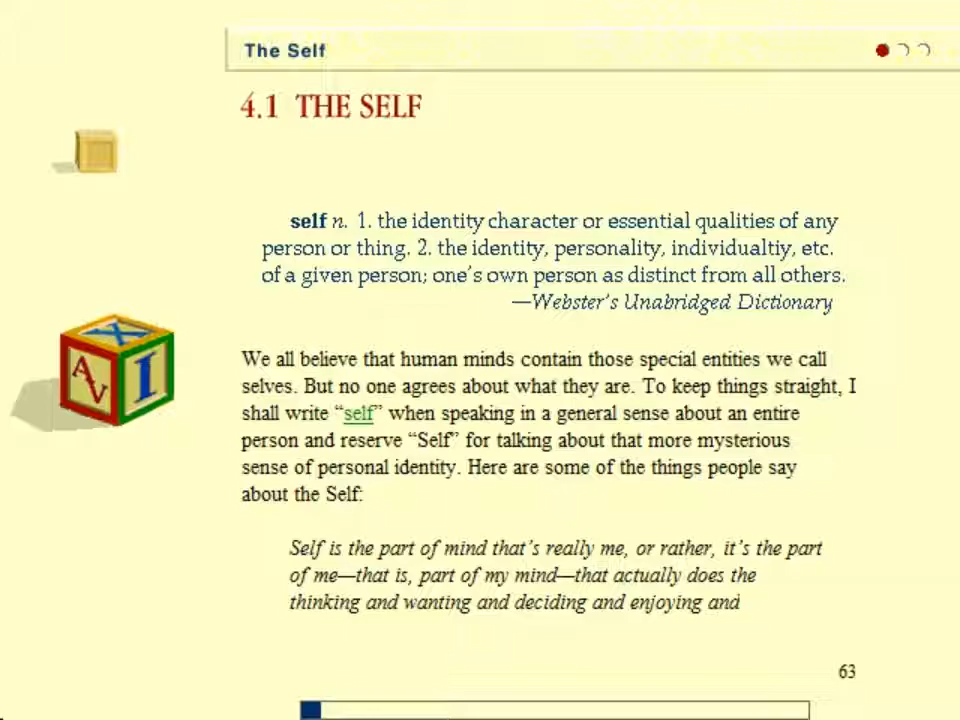 The Self
4.1 THE SELF
self n. 1. the identity character or essential qualities of any
person or thing. 2. the identity, personality, individualtiy, etc.
of a given person; one's own person as distinct from all others.
—Webster's Unabridged Dictionary
X
A
V
I
We all believe that human minds contain those special entities we call
selves. But no one agrees about what they are. To keep things straight, I
shall write “self” when speaking in a general sense about an entire
person and reserve “Self” for talking about that more mysterious
sense of personal identity. Here are some of the things people say
about the Self:
Self is the part of mind that's really me, or rather, it's the part
of me—that is, part of my mind—that actually does the
thinking and wanting and deciding and enjoying and
63